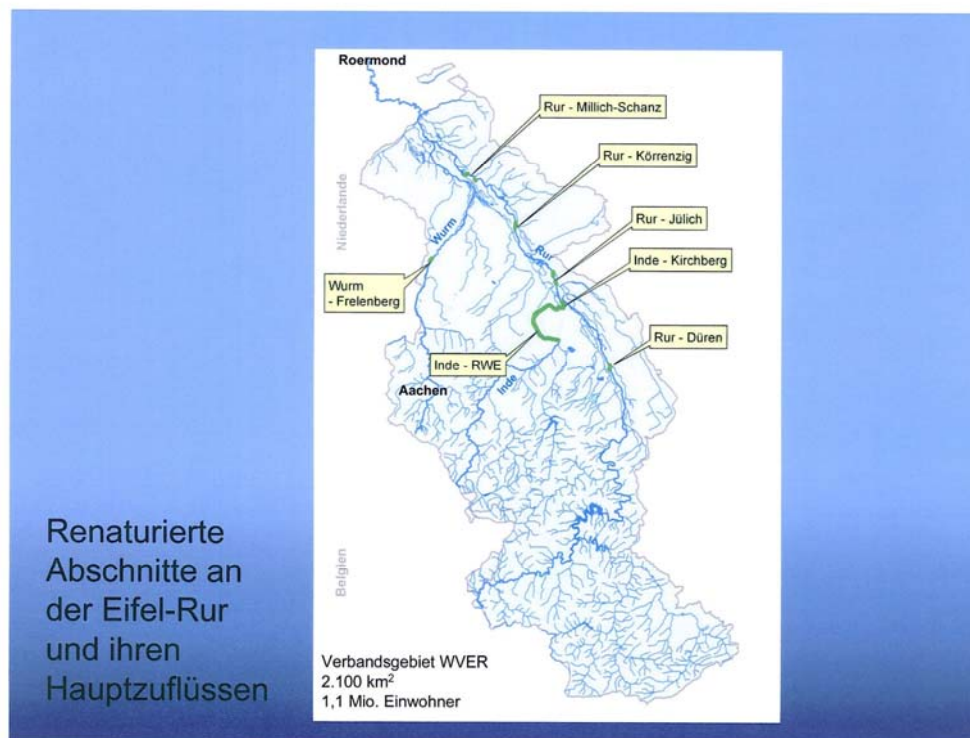 Roermond
Rur - Millich-Schanz
Rur - Körrenzig
Niederlande
Rur - Jülich
Wurm
Rur
Inde - Kirchberg
Wurm
- Frelenberg
Rur - Düren
Inde - RWE
Inde
Aachen
Renaturierte
Abschnitte an
der Eifel-Rur
und ihren
Hauptzuflüssen
Belgien
Verbandsgebiet WVER
2.100 km²
1,1 Mio. Einwohner